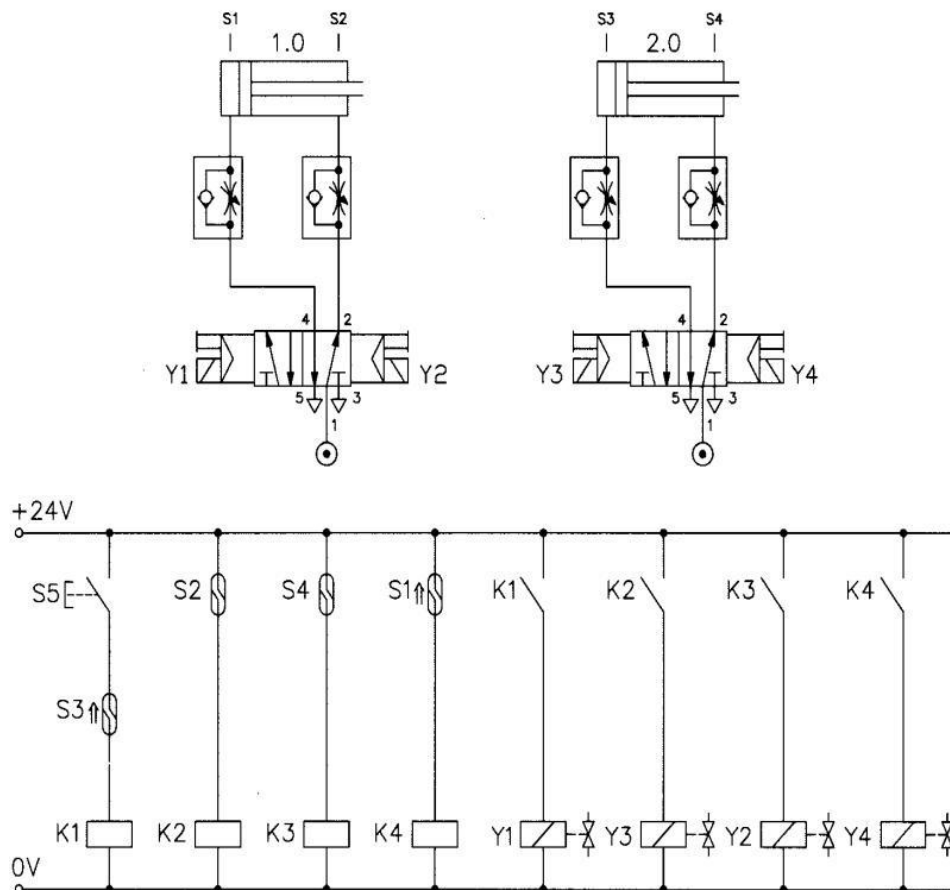 S1 S2 S3 S4
1.0 2.0
4 2 4 2
Y1 Y2 Y3 Y4
5 3 5 3
1 1
+24V
S5 S2 S4 S1 K1 K2 K3 K4
S3
K1 K2 K3 K4 Y1 Y3 Y2 Y4
0V